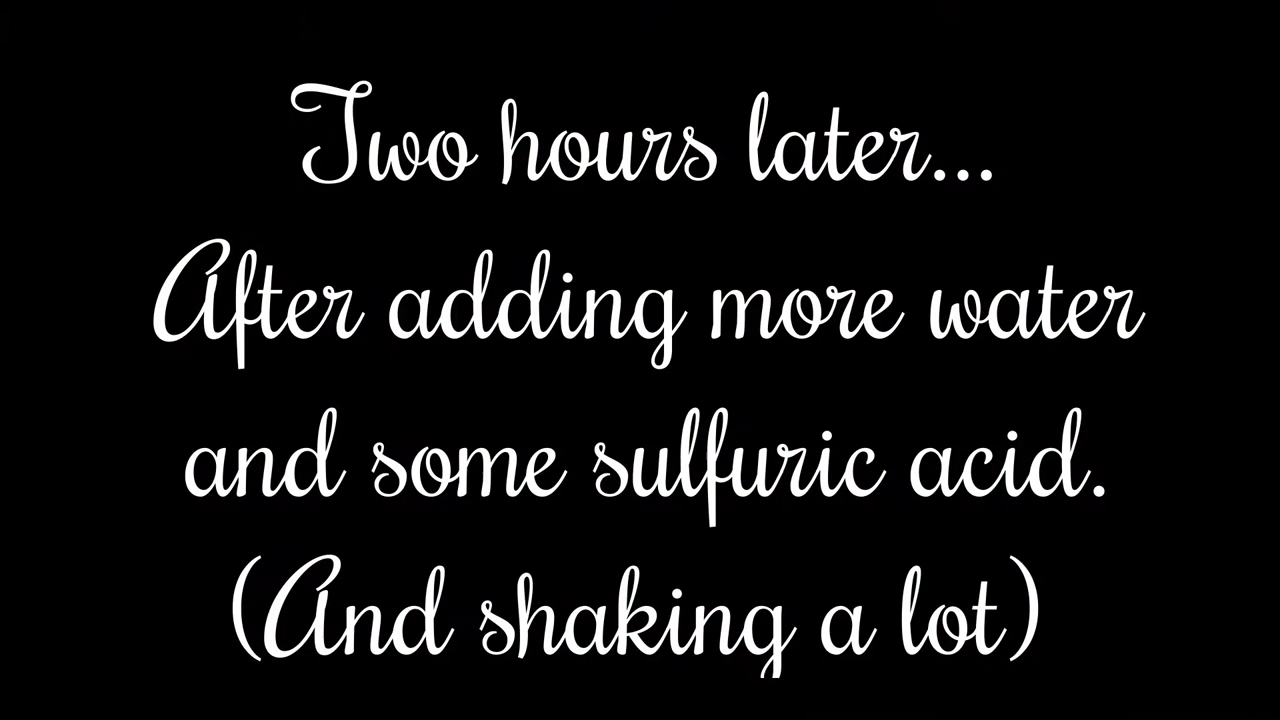 Two hours later...
After adding more water
and some sulfuric acid.
(And shaking a lot)